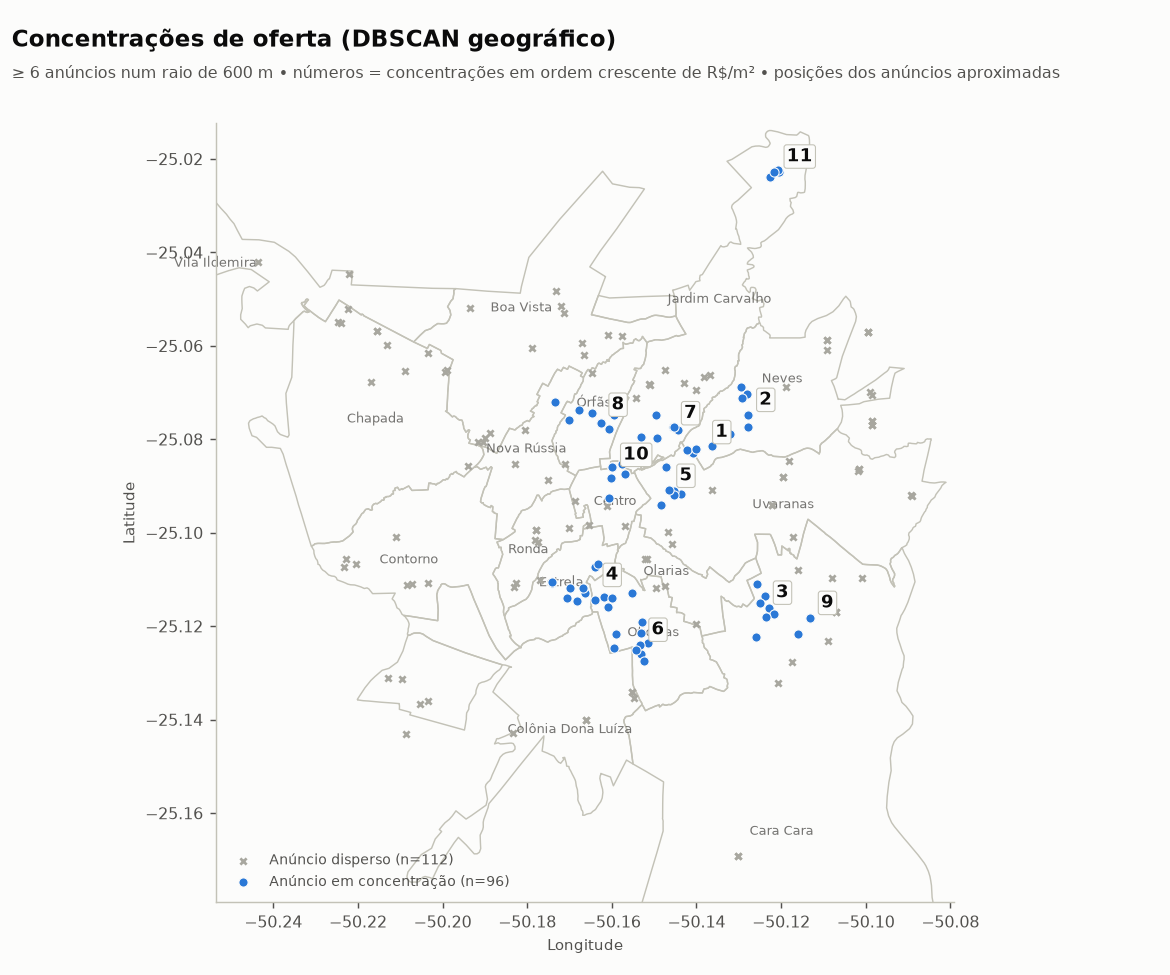 Concentrações de oferta (DBSCAN geográfico)
≥ 6 anúncios num raio de 600 m • números = concentrações em ordem crescente de R$/m² • posições dos anúncios aproximadas
−25.02
−25.04
−25.06
−25.08
−25.10
−25.12
−25.14
−25.16
Latitude
11
Vila Ildemira
Jardim Carvalho
Boa Vista
Neves
2
Órfãs
8
7
Chapada
1
Nova Rússia
10
5
Centro
Uvaranas
Ronda
Contorno
Olarias
4
Estrela
3
9
6
Colônia Dona Luíza
Cara Cara
Anúncio disperso (n=112)
Anúncio em concentração (n=96)
−50.24
−50.22
−50.20
−50.18
−50.16
−50.14
−50.12
−50.10
−50.08
Longitude